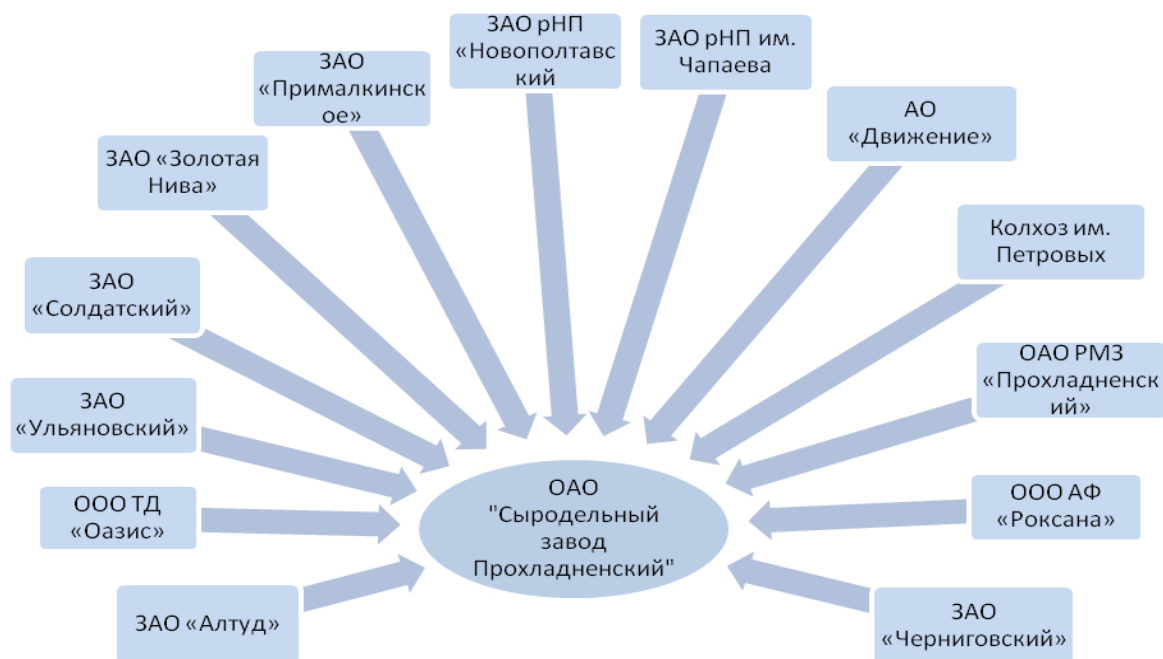 ЗАО рНП
«Новополтавс
кий
ЗАО рНП им.
Чапаева
ЗАО
«Прималкинск
ое»
АО
«Движение»
ЗАО «Золотая
Нива»
Колхоз им.
Петровых
ЗАО
«Солдатский»
ОАО РМЗ
«Прохладненск
ий»
ЗАО
«Ульяновский»
ООО ТД
«Оазис»
ОАО
"Сыродельный
завод
Прохладненский"
ООО АФ
«Роксана»
ЗАО «Алтуд»
ЗАО
«Черниговский»